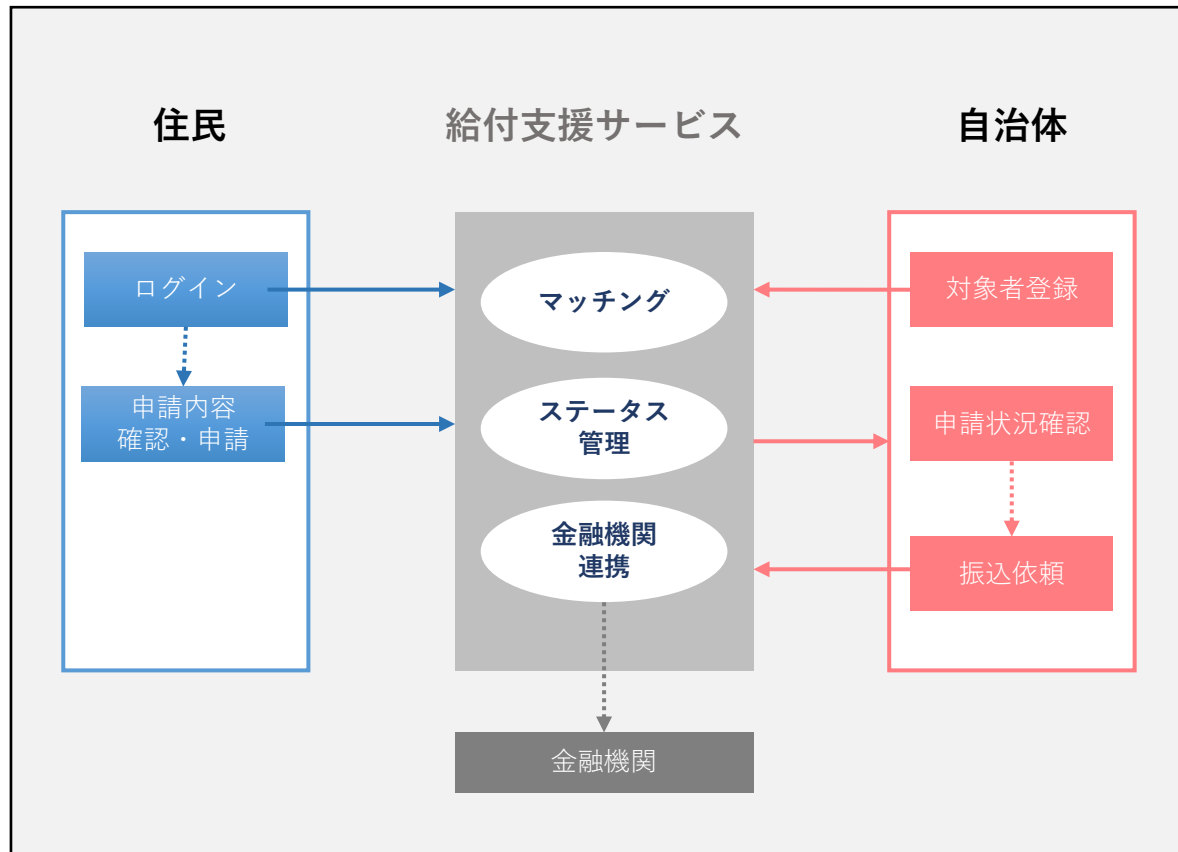 住民
給付支援サービス
自治体
ログイン
マッチング
対象者登録
申請内容
確認・申請
ステータス
管理
申請状況確認
金融機関
連携
振込依頼
金融機関